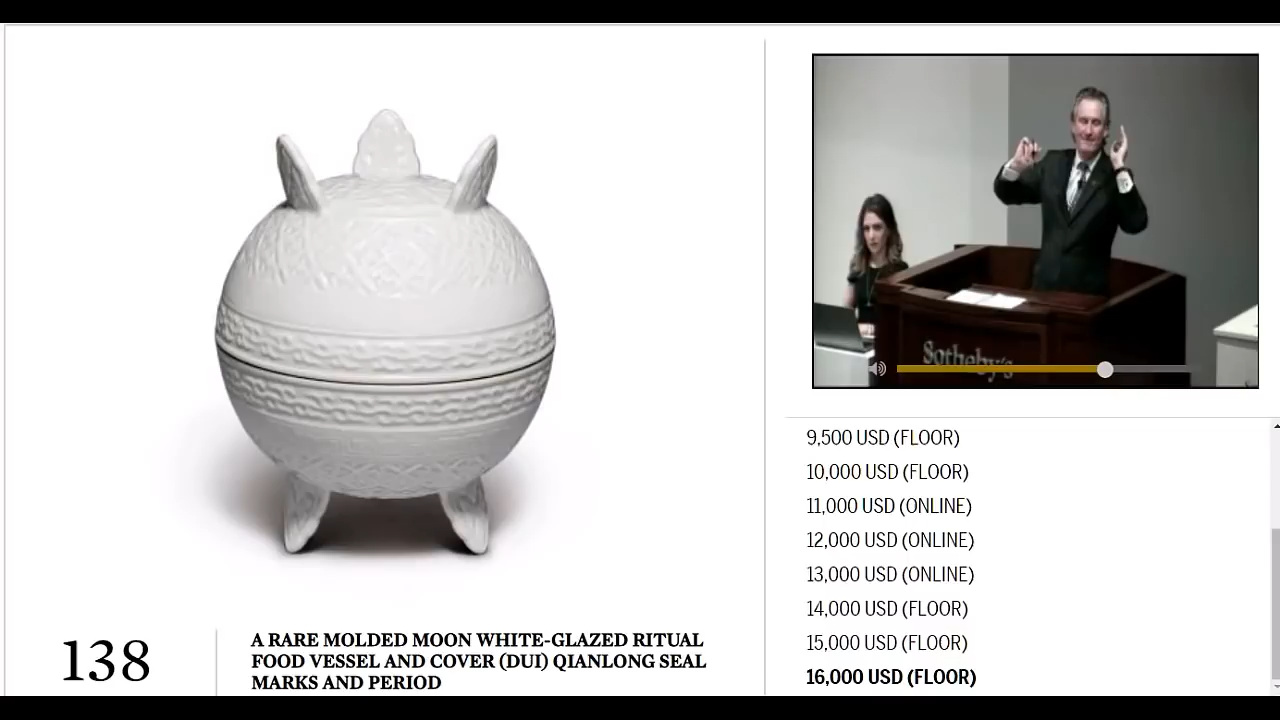 138
A RARE MOLDED MOON WHITE-GLAZED RITUAL
FOOD VESSEL AND COVER (DUI) QIANLONG SEAL
MARKS AND PERIOD
Sotheby's
9,500 USD (FLOOR)
10,000 USD (FLOOR)
11,000 USD (ONLINE)
12,000 USD (ONLINE)
13,000 USD (ONLINE)
14,000 USD (FLOOR)
15,000 USD (FLOOR)
16,000 USD (FLOOR)